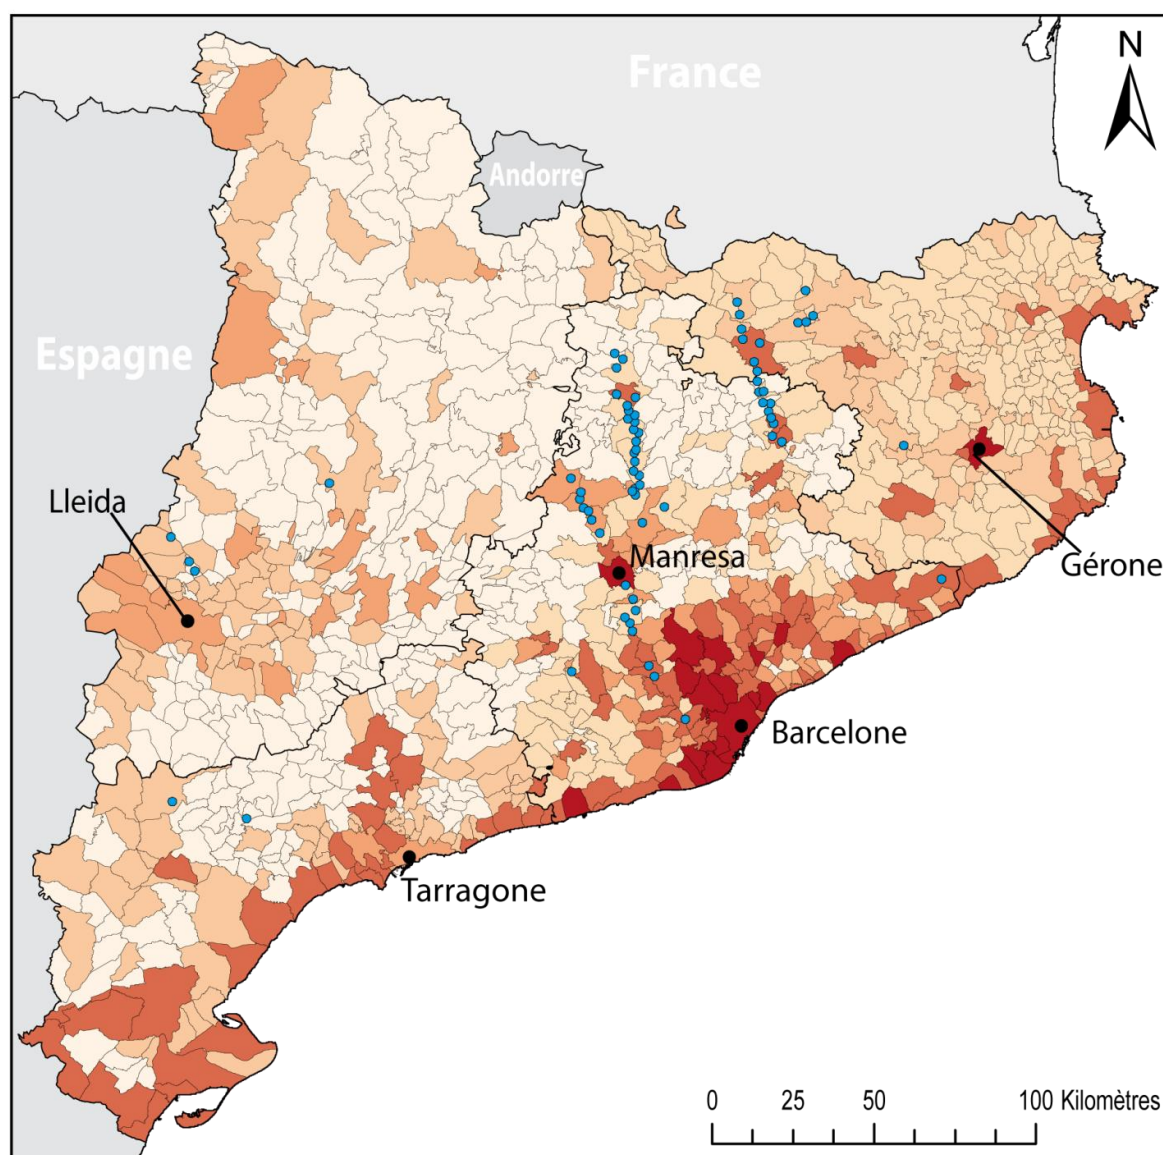 France
N
Andorre
Espagne
Lleida
Manresa
Gérone
Barcelone
Tarragone
0 25 50 100 Kilomètres